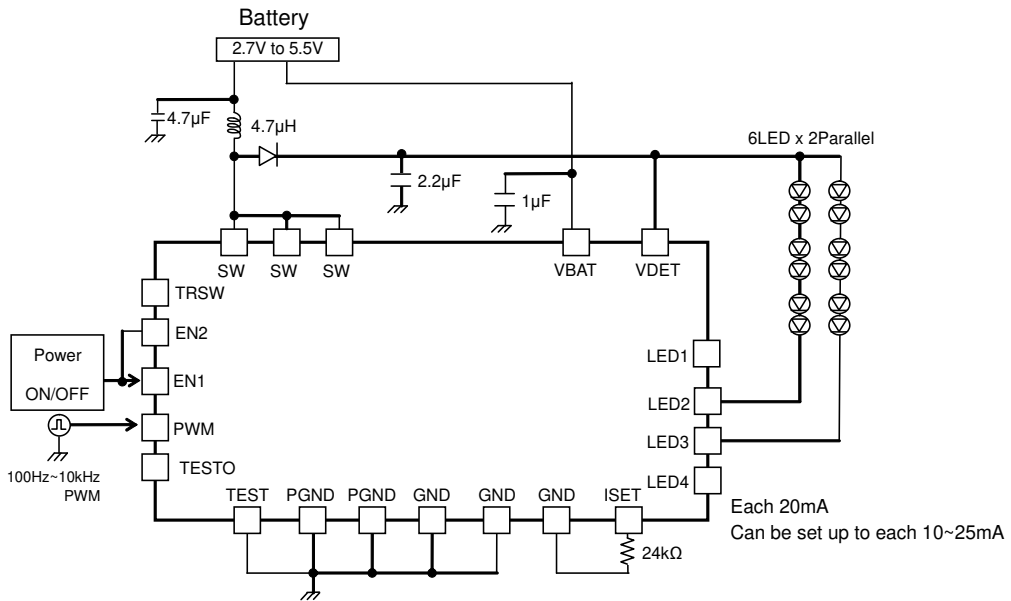 Battery
2.7V to 5.5V
4.7µF
4.7µH
6LED x 2Parallel
2.2µF
1µF
SW
SW
SW
VBAT
VDET
TRSW
EN2
Power
ON/OFF
EN1
PWM
100Hz~10kHz
PWM
TESTO
LED1
LED2
LED3
LED4
TEST
PGND
PGND
GND
GND
GND
ISET
24kΩ
Each 20mA
Can be set up to each 10~25mA